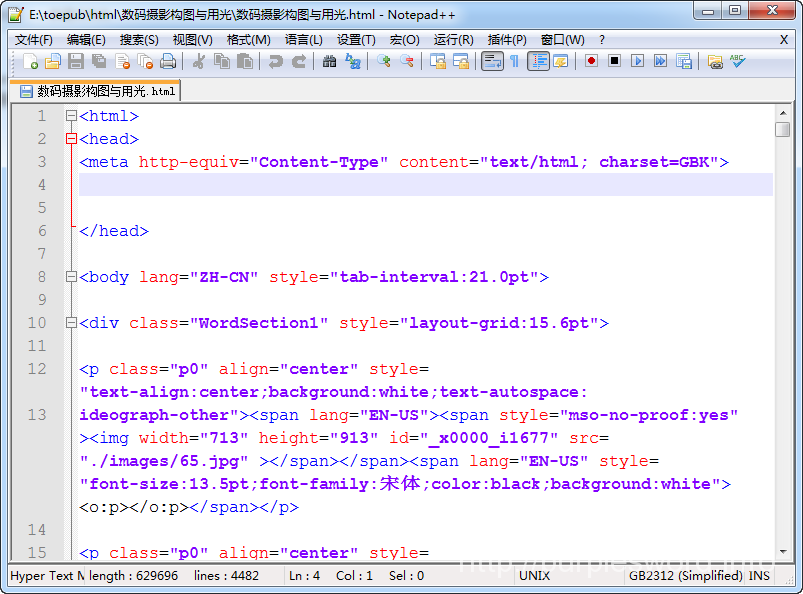 E:\toepub\html\数码摄影构图与用光\数码摄影构图与用光.html - Notepad++
文件(F) 编辑(E) 搜索(S) 视图(V) 格式(M) 语言(L) 设置(T) 宏(O) 运行(R) 插件(P) 窗口(W) ? X
数码摄影构图与用光.html
1 <html>
2 <head>
3 <meta http-equiv="Content-Type" content="text/html; charset=GBK">
4
5
6 </head>
7
8 <body lang="ZH-CN" style="tab-interval:21.0pt">
9
10 <div class="WordSection1" style="layout-grid:15.6pt">
11
12 <p class="p0" align="center" style=
"text-align:center;background:white;text-autospace:
13 ideograph-other"><span lang="EN-US"><span style="mso-no-proof:yes"
><img width="713" height="913" id="_x0000_i1677" src=
"./images/65.jpg" ></span></span><span lang="EN-US" style=
"font-size:13.5pt;font-family:宋体;color:black;background:white">
<o:p></o:p></span></p>
14
15 <p class="p0" align="center" style=
Hyper Text M length : 629696 lines : 4482 Ln : 4 Col : 1 Sel : 0 UNIX GB2312 (Simplified) INS